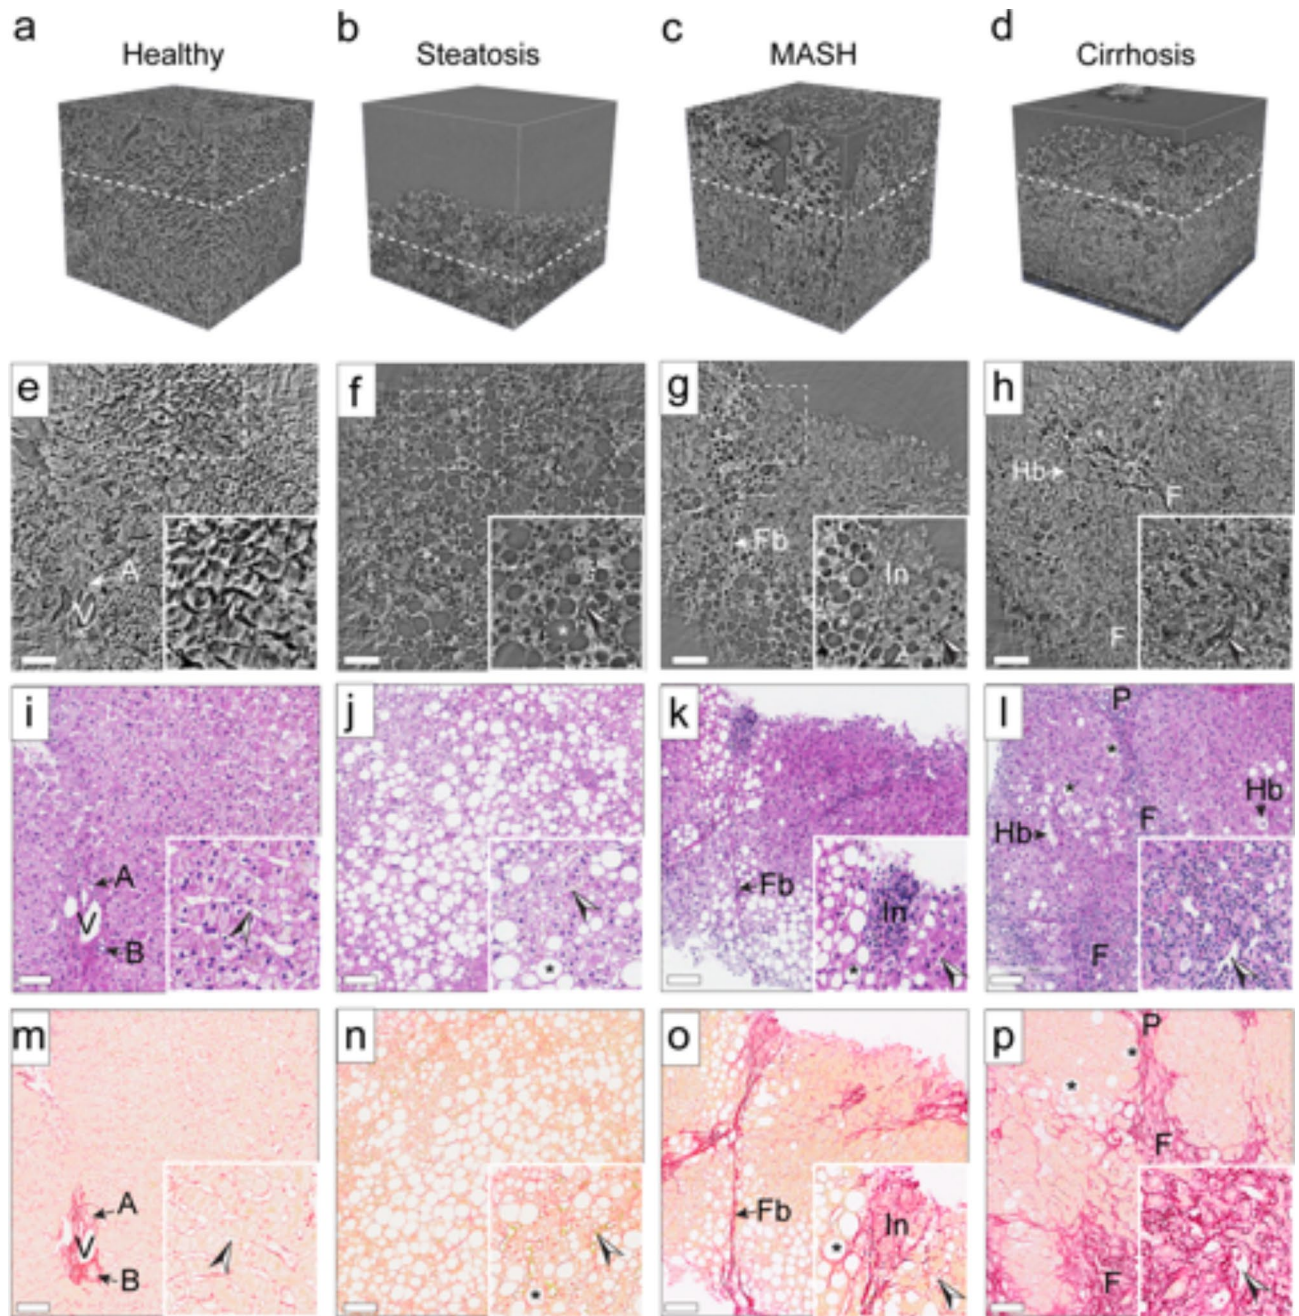 a b c d
Healthy Steatosis MASH Cirrhosis
e f g h
Hb
F
A
Fb
In
V
F
i j k l
P
*
*
Hb
Hb
F
A
V
Fb
In
B
F
*
*
m n o p
P
*
*
F
A
V
Fb
In
B
F
*
*